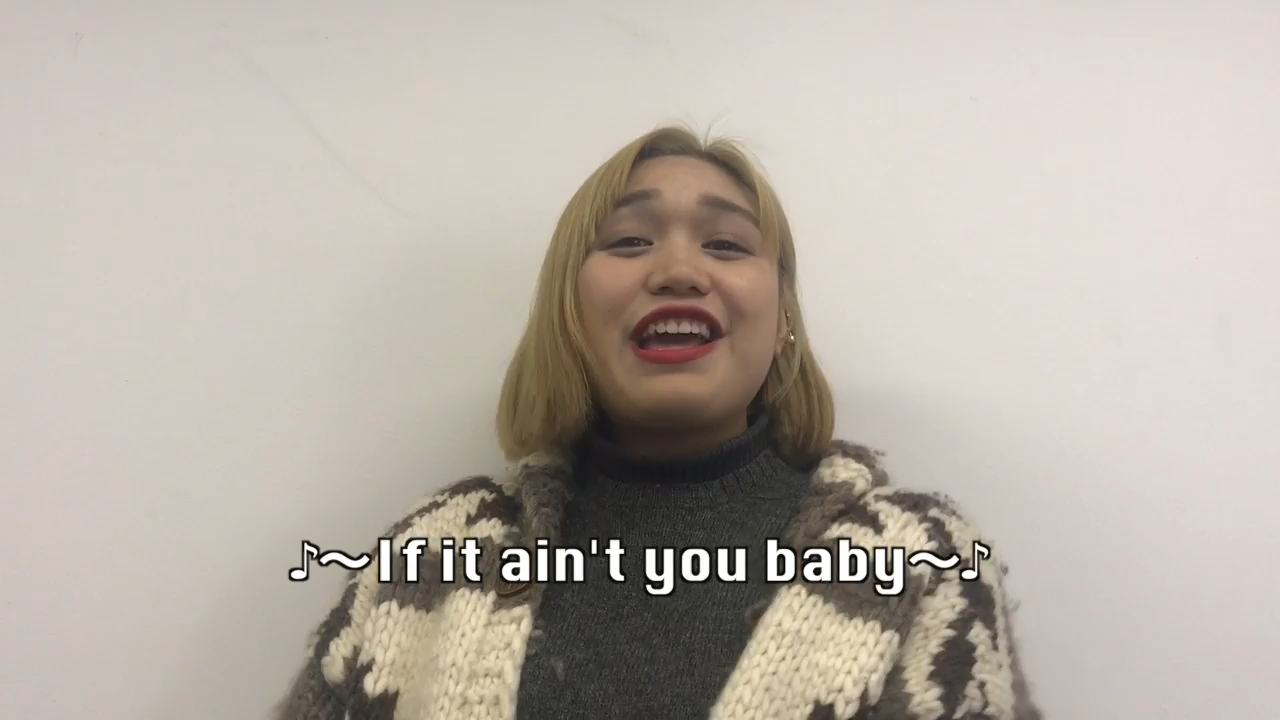 ♪～If it ain't you baby～♪